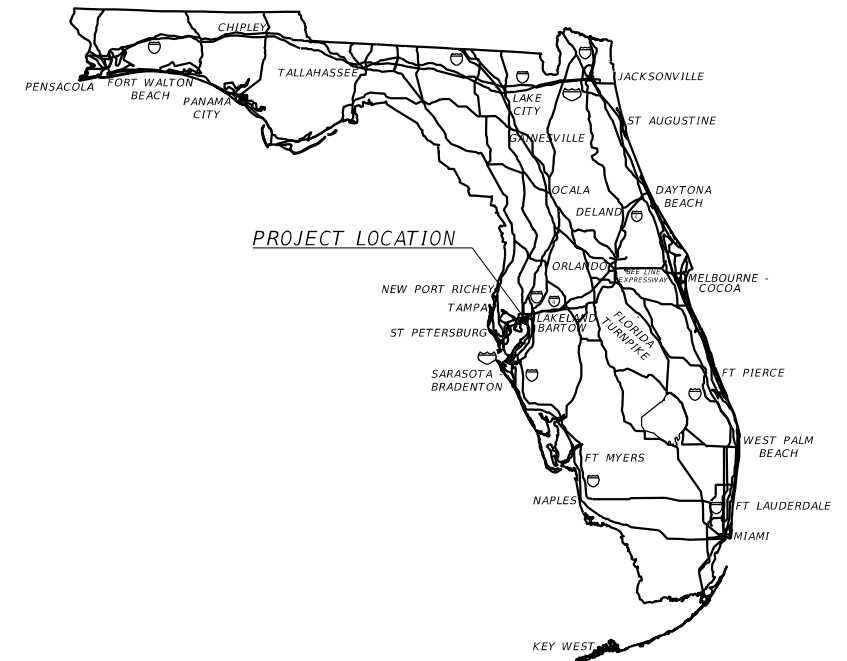 CHIPLEY
TALLAHASSEE
PENSACOLA
FORT WALTON
BEACH
PANAMA
CITY
JACKSONVILLE
LAKE
CITY
ST AUGUSTINE
GAINESVILLE
OCALA
DAYTONA
BEACH
DELAND
PROJECT LOCATION
ORLANDO
BEE LINE
EXPRESSWAY
MELBOURNE -
COCOA
NEW PORT RICHEY
TAMPA
LAKELAND
BARTOW
FLORIDA
TURNPIKE
ST PETERSBURG
SARASOTA -
BRADENTON
FT PIERCE
WEST PALM
BEACH
FT MYERS
NAPLES
FT LAUDERDALE
MIAMI
KEY WEST